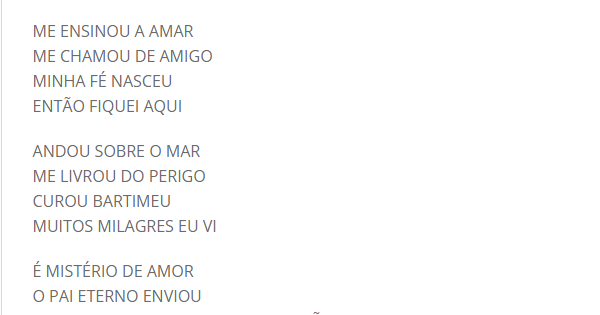 ME ENSINOU A AMAR
ME CHAMOU DE AMIGO
MINHA FÉ NASCEU
ENTÃO FIQUEI AQUI
ANDOU SOBRE O MAR
ME LIVROU DO PERIGO
CUROU BARTIMEU
MUITOS MILAGRES EU VI
É MISTÉRIO DE AMOR
O PAI ETERNO ENVIOU